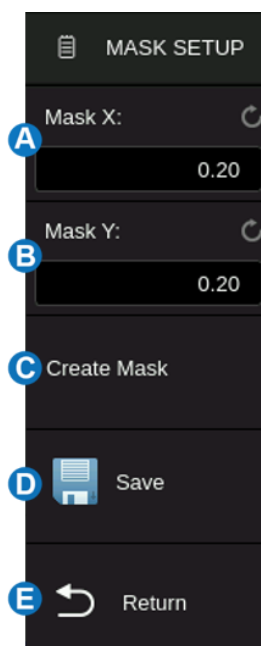 MASK SETUP
Mask X:
A
0.20
Mask Y:
B
0.20
C Create Mask
D Save
E Return